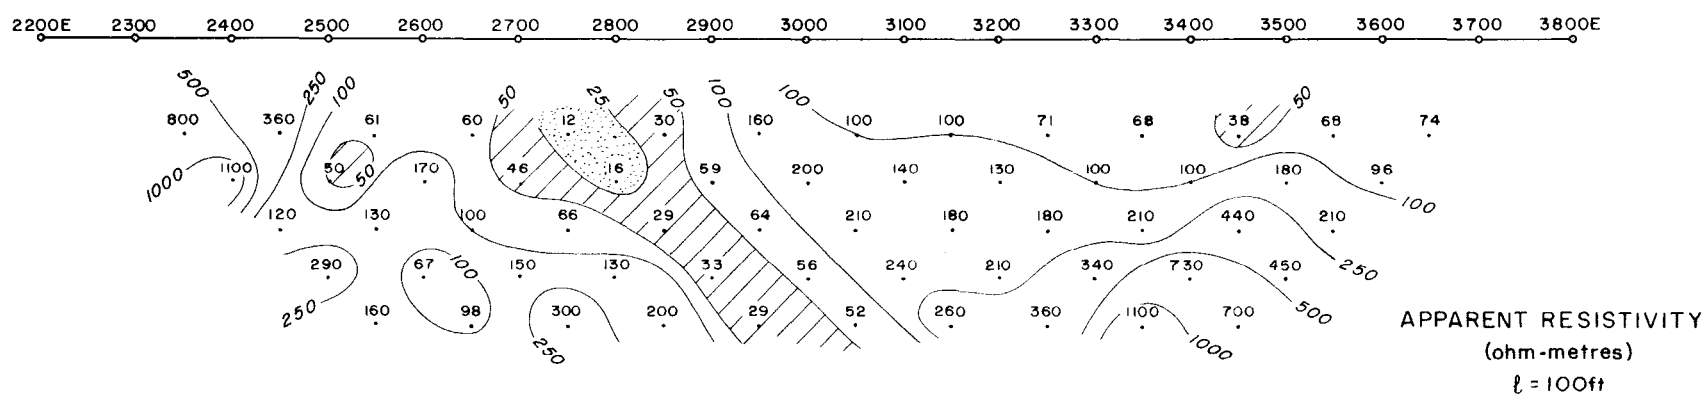 2200E 2300 2400 2500 2600 2700 2800 2900 3000 3100 3200 3300 3400 3500 3600 3700 3800E
500 250 100 50 25 50 100 100 50
800 360 61 60 12 30 160 100 100 71 68 38 68 74
1000 1100 50 50 170 46 16 59 200 140 130 100 100 180 96 100
120 130 100 66 29 64 210 180 180 210 440 210
290 67 100 150 130 33 56 240 210 340 730 450 250
250 160 98 300 200 29 52 260 360 1100 700 500
250 1000
APPARENT RESISTIVITY
(ohm-metres)
ℓ = 100ft